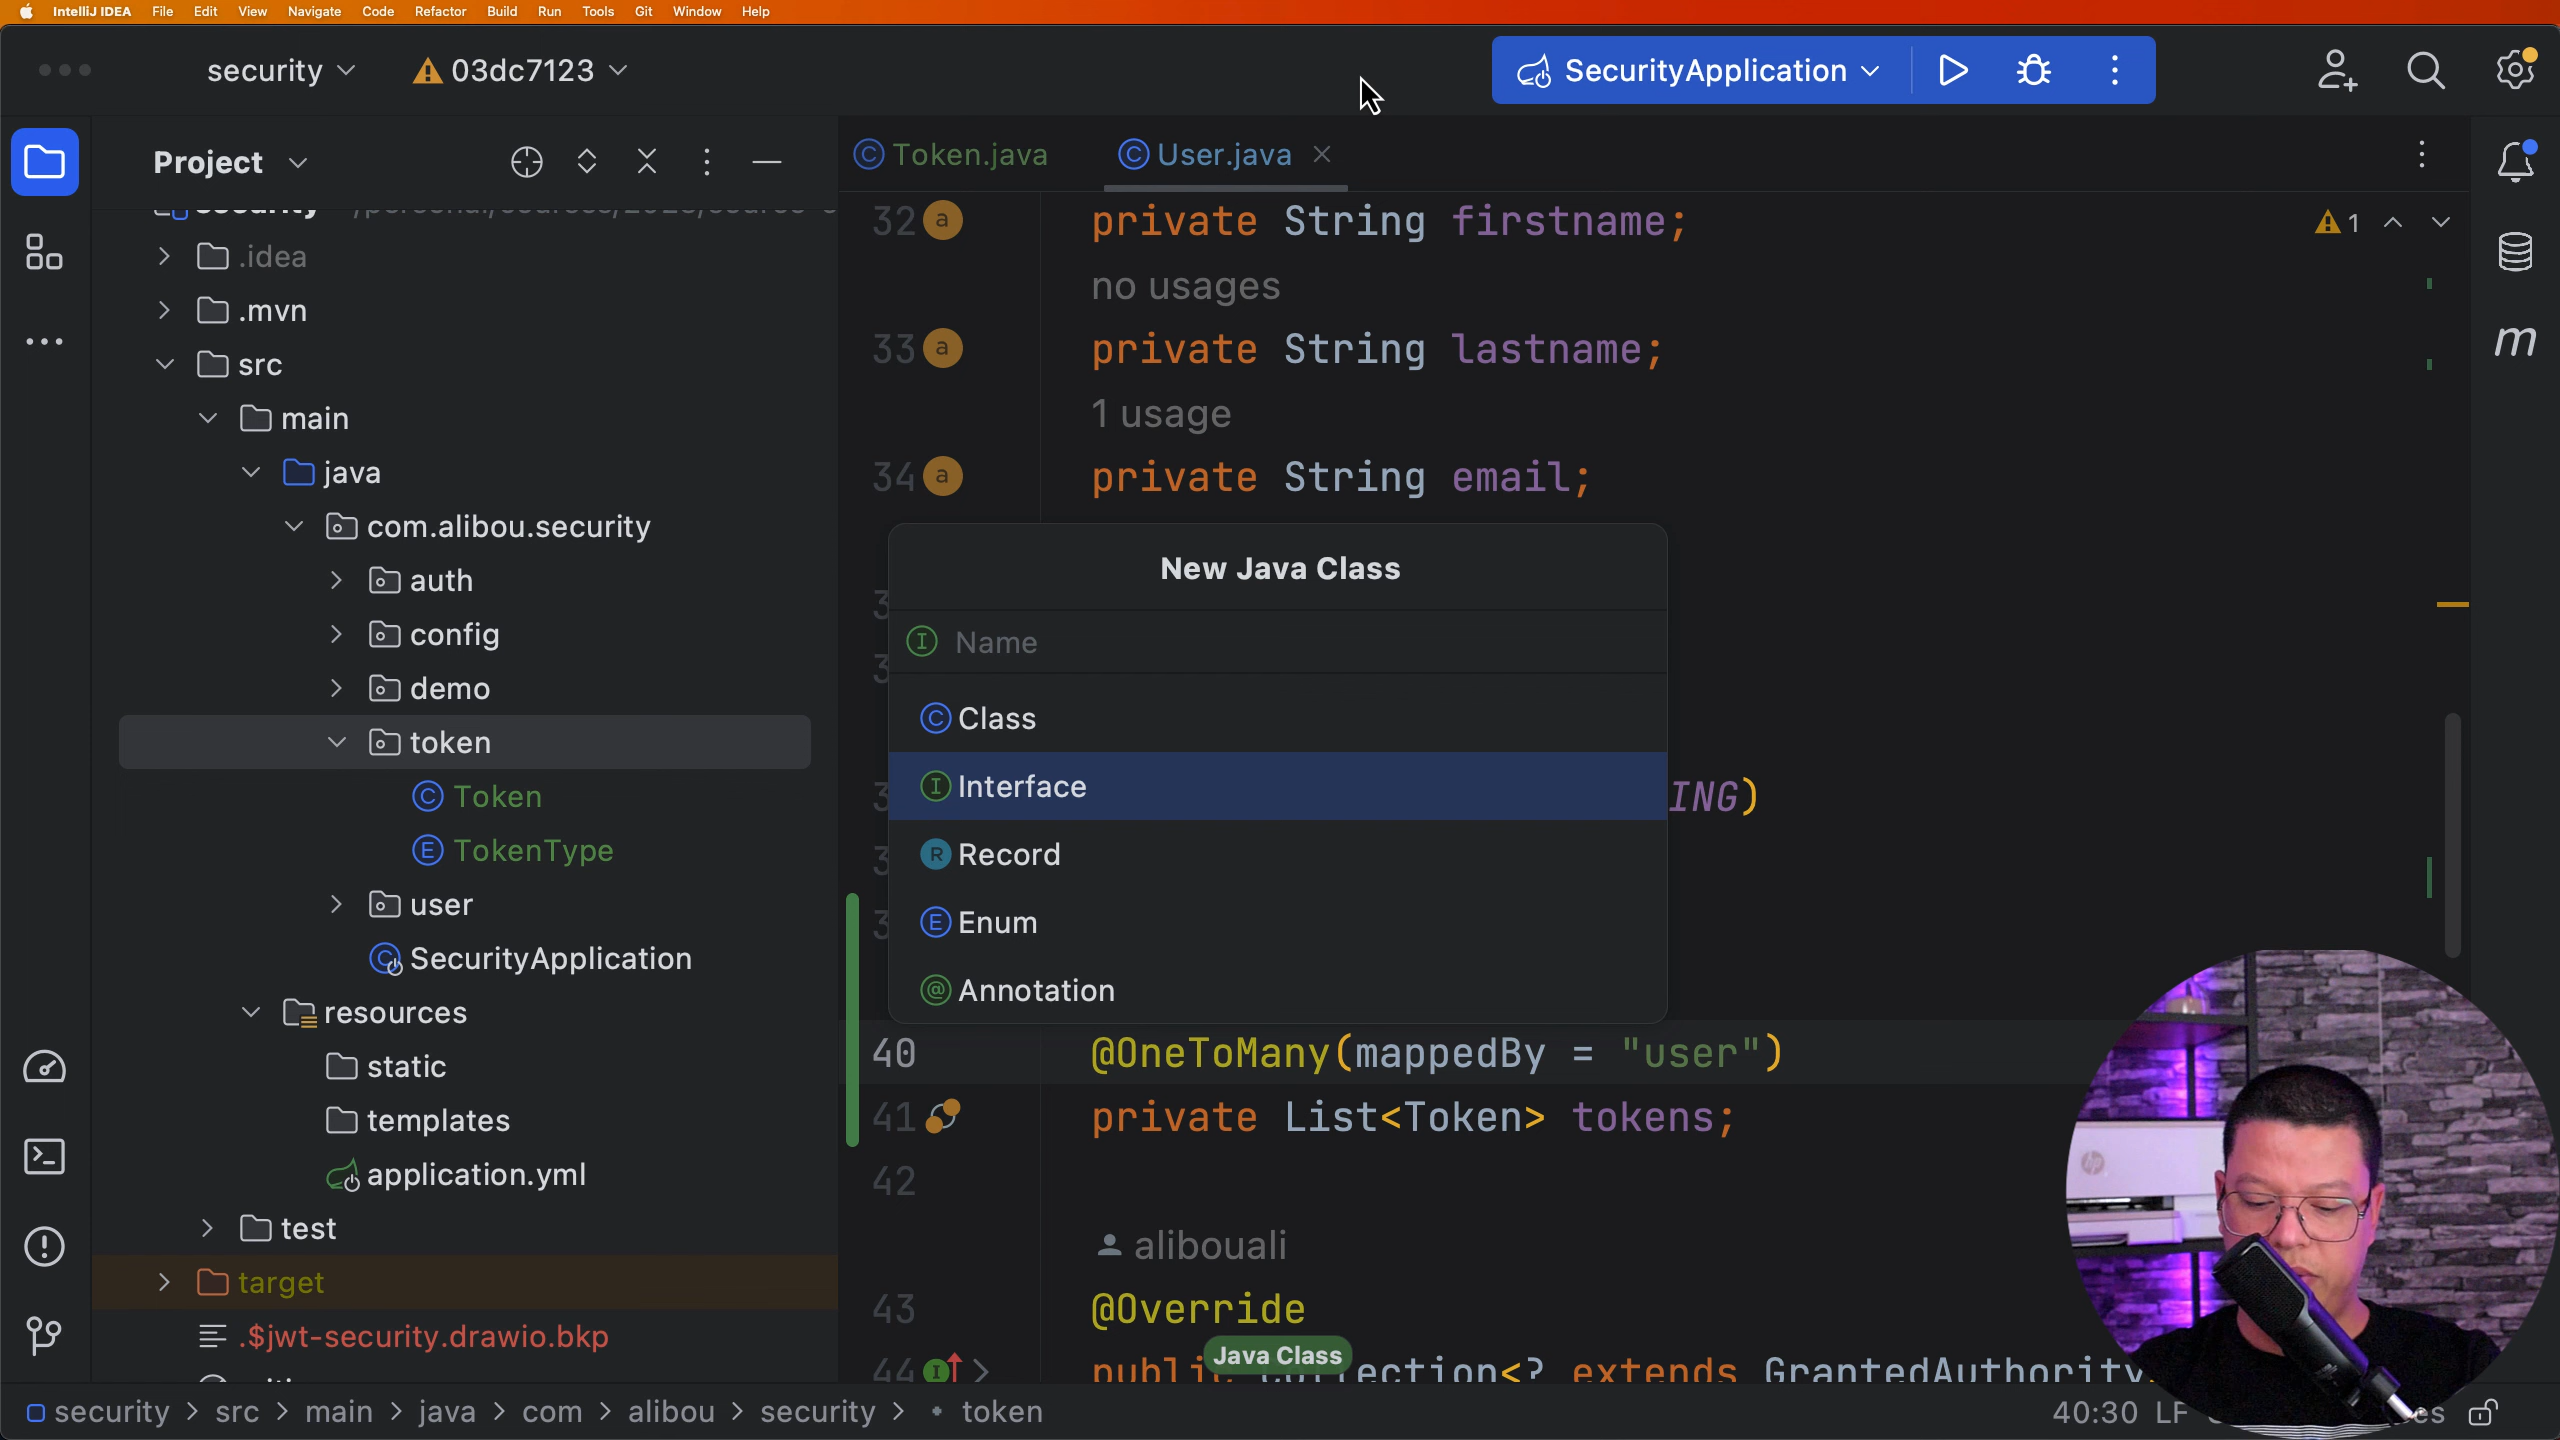 IntelliJ IDEA File Edit View Navigate Code Refactor Build Run Tools Git Window Help
security 03dc7123 SecurityApplication
Project
Token.java User.java
security
.idea
.mvn
src
main
java
com.alibou.security
auth
config
demo
token
Token
TokenType
user
SecurityApplication
resources
static
templates
application.yml
test
target
.$jwt-security.drawio.bkp
32 private String firstname;
1
no usages
33 private String lastname;
1 usage
34 private String email;
New Java Class
Name
Class
Interface
Record
Enum
Annotation
ING)
40 @OneToMany(mappedBy = "user")
41 private List<Token> tokens;
42
alibouali
43 @Override
Java Class
44 extends GrantedAuthority
security > src > main > java > com > alibou > security > token
40:30 LF